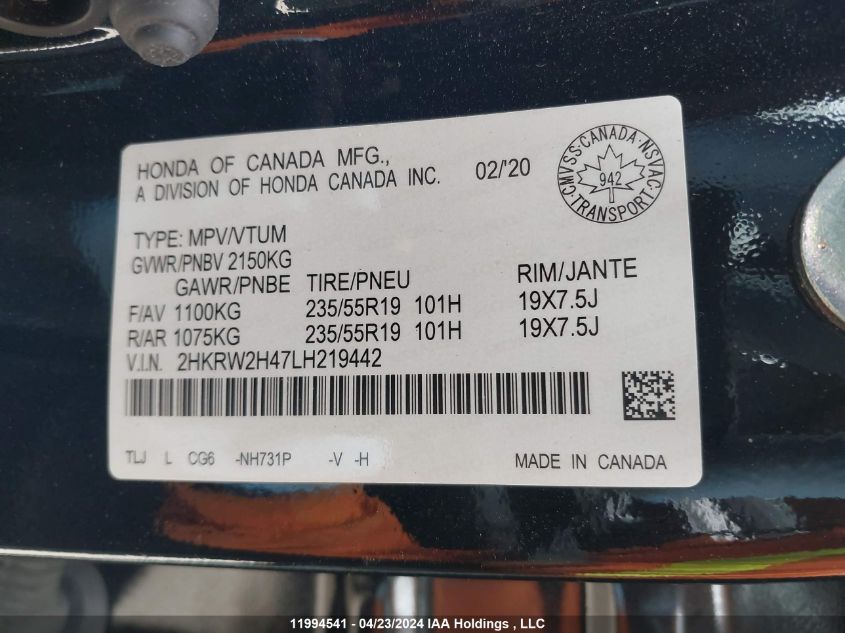 HONDA OF CANADA MFG.,
A DIVISION OF HONDA CANADA INC.
02/'20
CMVSS·CANADA·NSVAC·TRANSPORT·
942
TYPE: MPV/VTUM
GVWR/PNBV 2150KG
GAWR/PNBE TIRE/PNEU RIM/JANTE
F/AV 1100KG 235/55R19 101H 19X7.5J
R/AR 1075KG 235/55R19 101H 19X7.5J
V.I.N. 2HKRW2H47LH219442
TLJ L CG6 -NH731P -V -H MADE IN CANADA
11994541 - 04/23/2024 IAA Holdings , LLC